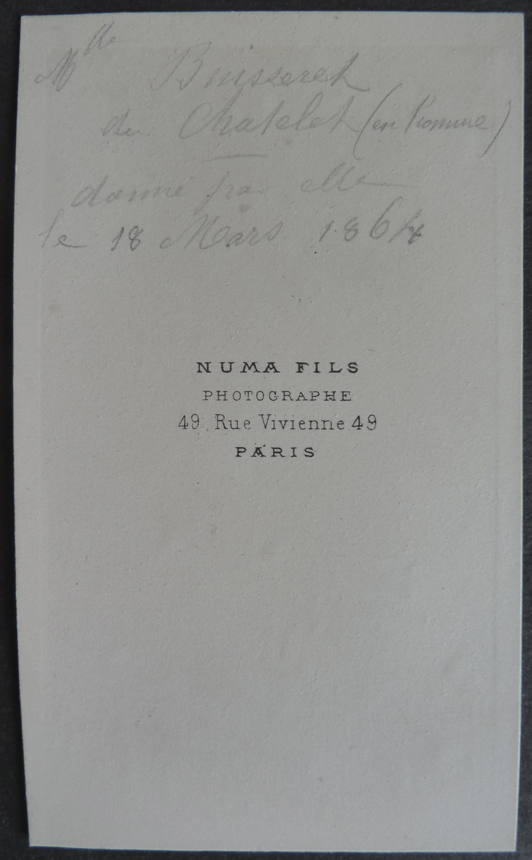 Mlle Buisseret
du Chatelet (en homme)
donné par elle
le 18 Mars 1864
NUMA FILS
PHOTOGRAPHE
49 Rue Vivienne 49
PARIS